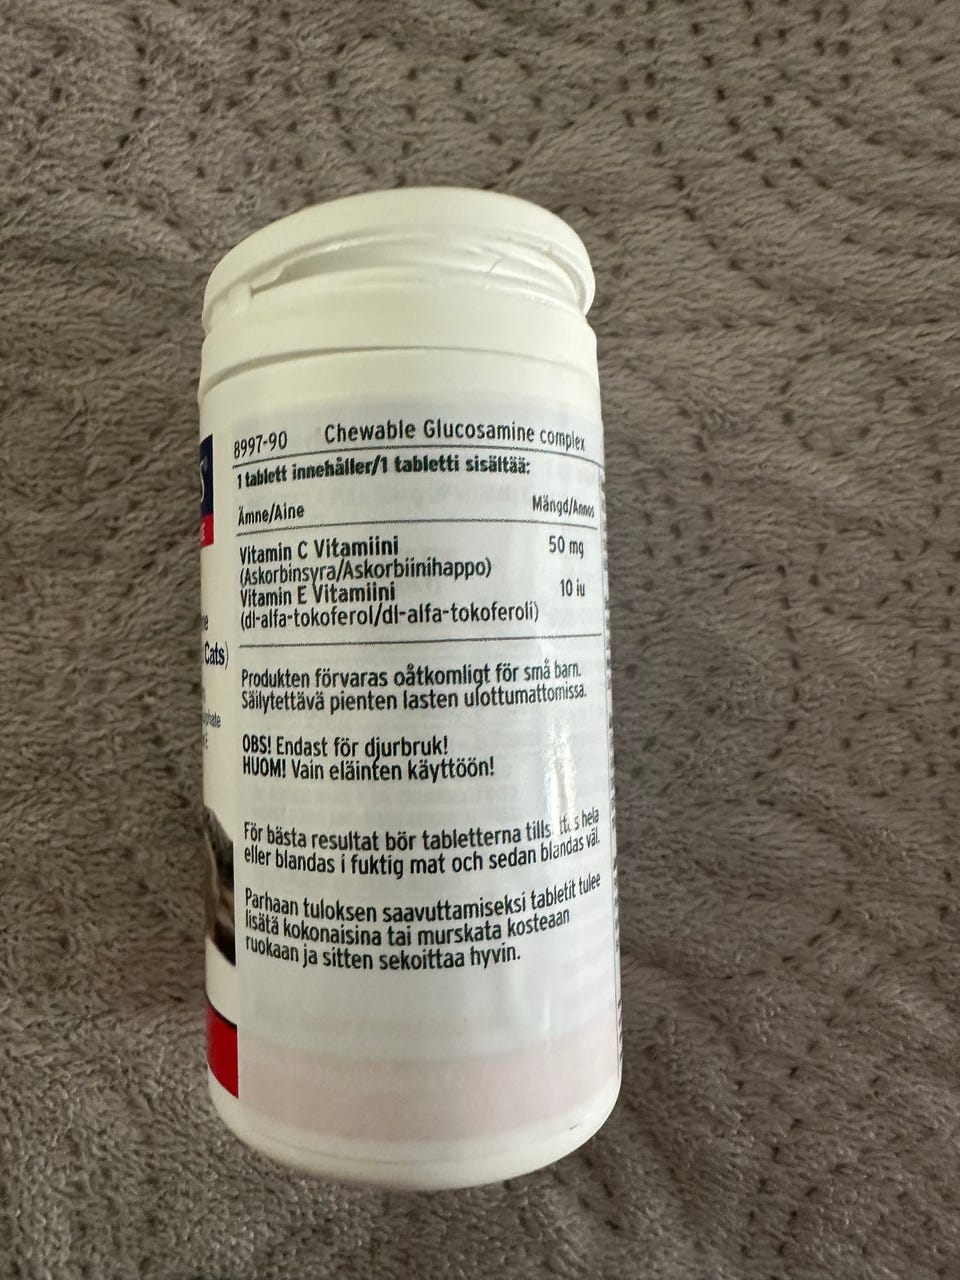 8997-90 Chewable Glucosamine complex
1 tablett innehåller/1 tabletti sisältää:
Ämne/Aine Mängd/Annos
Vitamin C Vitamiini 50 mg
(Askorbinsyra/Askorbiinihappo)
Vitamin E Vitamiini 10 iu
(dl-alfa-tokoferol/dl-alfa-tokoferoli)
Produkten förvaras oåtkomligt för små barn.
Säilytettävä pienten lasten ulottumattomissa.
OBS! Endast för djurbruk!
HUOM! Vain eläinten käyttöön!
För bästa resultat bör tabletterna hela
eller blandas i fuktig mat och sedan blandas väl.
Parhaan tuloksen saavuttamiseksi tabletit tulee
lisätä kokonaisina tai murskata kosteaan
ruokaan ja sitten sekoittaa hyvin.
Cats)